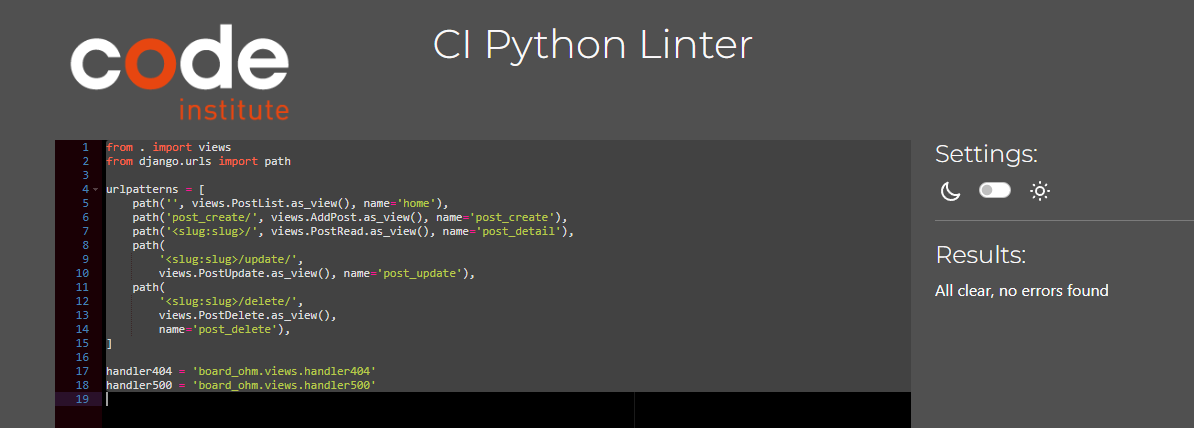 code
institute
CI Python Linter
1 from . import views
2 from django.urls import path
3
4 urlpatterns = [
5     path('', views.PostList.as_view(), name='home'),
6     path('post_create/', views.AddPost.as_view(), name='post_create'),
7     path('<slug:slug>/', views.PostRead.as_view(), name='post_detail'),
8     path(
9         '<slug:slug>/update/',
10         views.PostUpdate.as_view(), name='post_update'),
11     path(
12         '<slug:slug>/delete/',
13         views.PostDelete.as_view(),
14         name='post_delete'),
15 ]
16
17 handler404 = 'board_ohm.views.handler404'
18 handler500 = 'board_ohm.views.handler500'
19
Settings:
Results:
All clear, no errors found